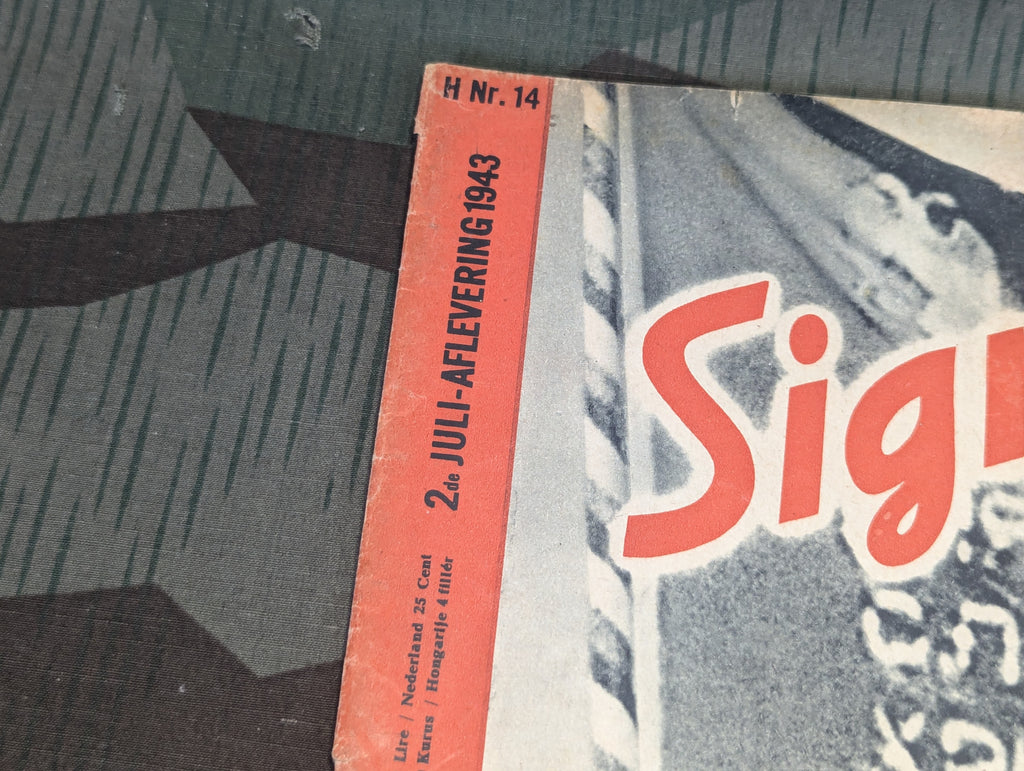 H Nr. 14
2de JULI-AFLEVERING 1943
Lire / Nederland 25 Cent
Kurus / Hongarije 4 fillér
Sig